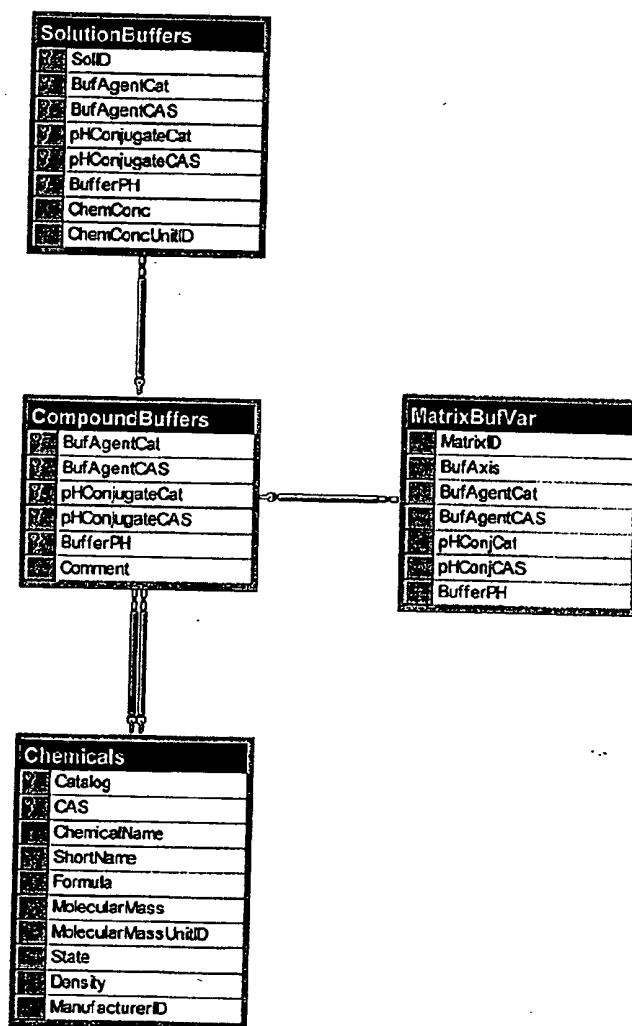 SolutionBuffers
SolID
BufAgentCat
BufAgentCAS
pHConjugateCat
pHConjugateCAS
BufferPH
ChemConc
ChemConcUnitID
CompoundBuffers
BufAgentCat
BufAgentCAS
pHConjugateCat
pHConjugateCAS
BufferPH
Comment
MatrixBufVar
MatrixID
BufAxis
BufAgentCat
BufAgentCAS
pHConjCat
pHConjCAS
BufferPH
Chemicals
Catalog
CAS
ChemicalName
ShortName
Formula
MolecularMass
MolecularMassUnitID
State
Density
ManufacturerID